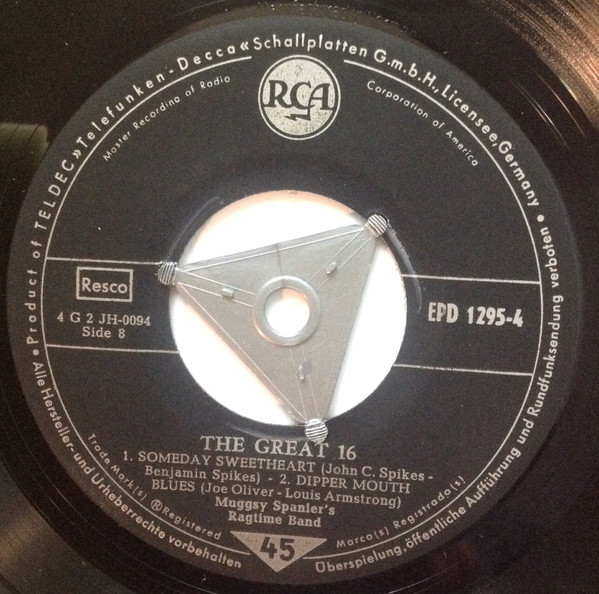 Product of TELDEC »Telefunken - Decca« Schallplatten G.m.b.H., Licensee, Germany
Master Recording of Radio
Corporation of America
RCA
Resco
4 G 2 JH-0094
Side 8
EPD 1295-4
THE GREAT 16
1. SOMEDAY SWEETHEART (John C. Spikes -
Benjamin Spikes) - 2. DIPPER MOUTH
BLUES (Joe Oliver - Louis Armstrong)
Muggsy Spanier's
Ragtime Band
Trade Mark(s) ® Registered
Marca(s) Registrada(s)
45
Alle Hersteller- und Urheberrechte vorbehalten
Überspielung, öffentliche Aufführung und Rundfunksendung verboten